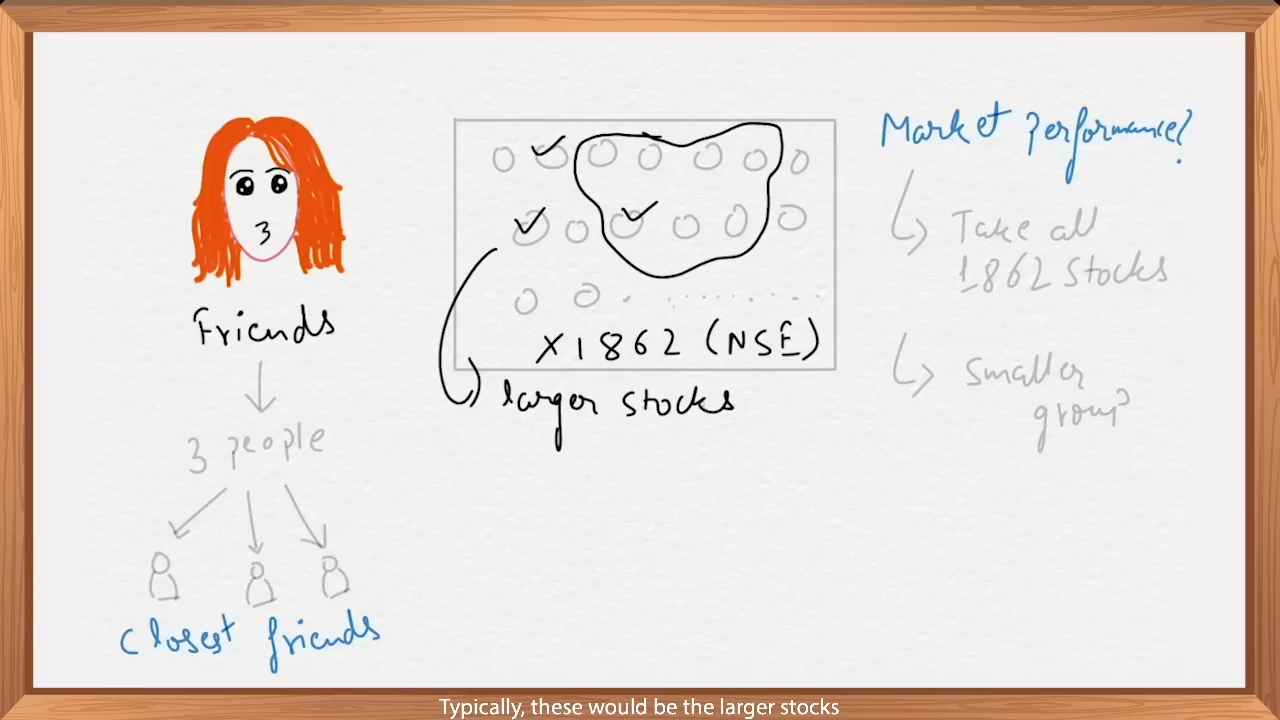 Friends
3 people
closest friends
X1862 (NSE)
larger stocks
Market Performance?
Take all
1862 Stocks
Smaller
group?
Typically, these would be the larger stocks